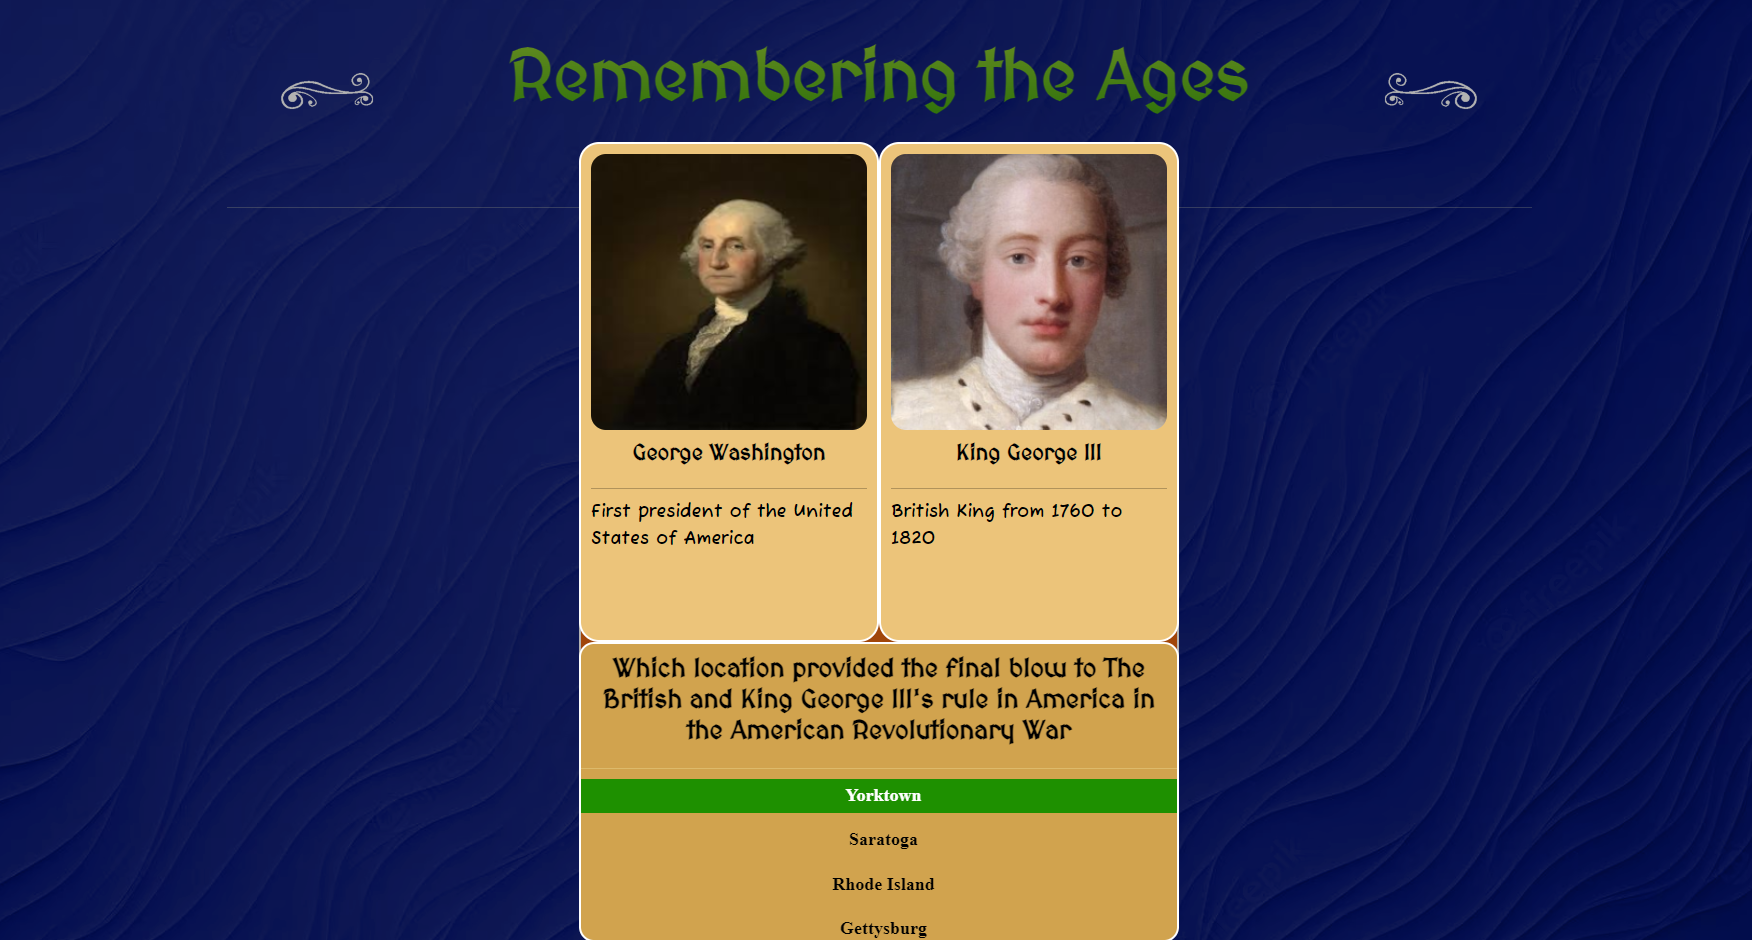 Remembering the Ages
George Washington
First president of the United
States of America
King George III
British King from 1760 to
1820
Which location provided the final blow to The
British and King George III's rule in America in
the American Revolutionary War
Yorktown
Saratoga
Rhode Island
Gettysburg